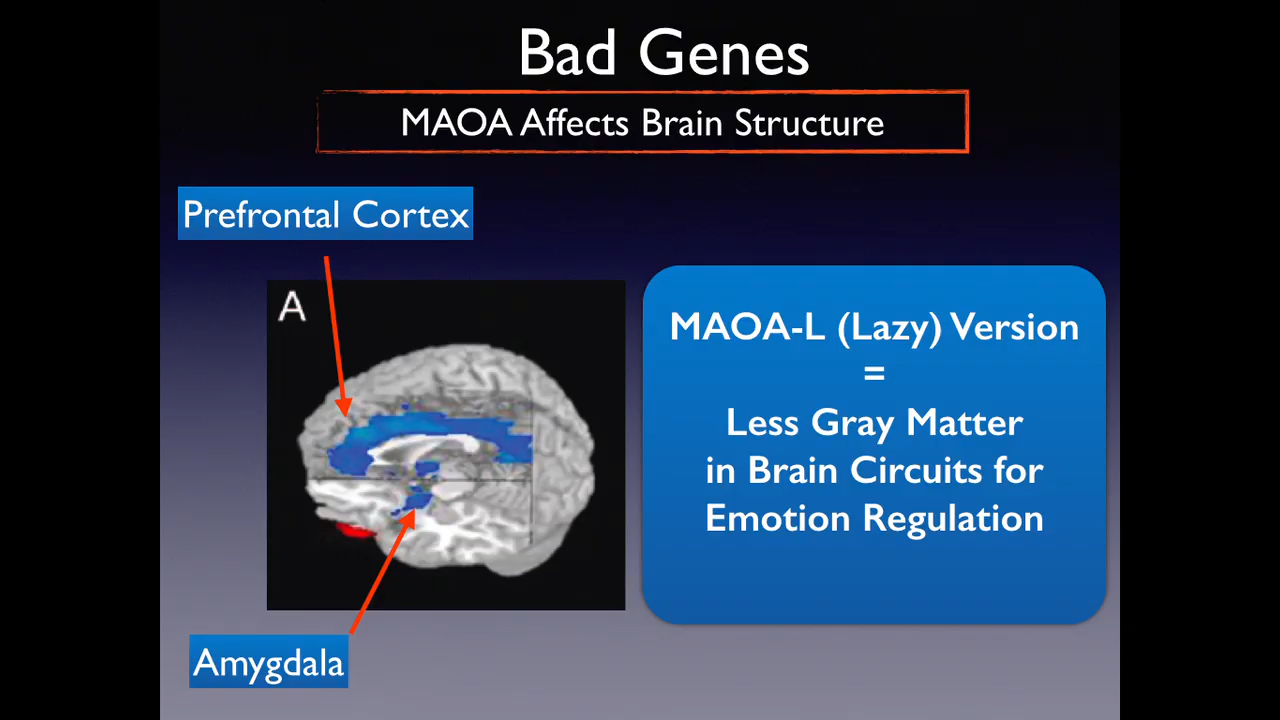 Bad Genes
MAOA Affects Brain Structure
Prefrontal Cortex
A
MAOA-L (Lazy) Version
=
Less Gray Matter
in Brain Circuits for
Emotion Regulation
Amygdala